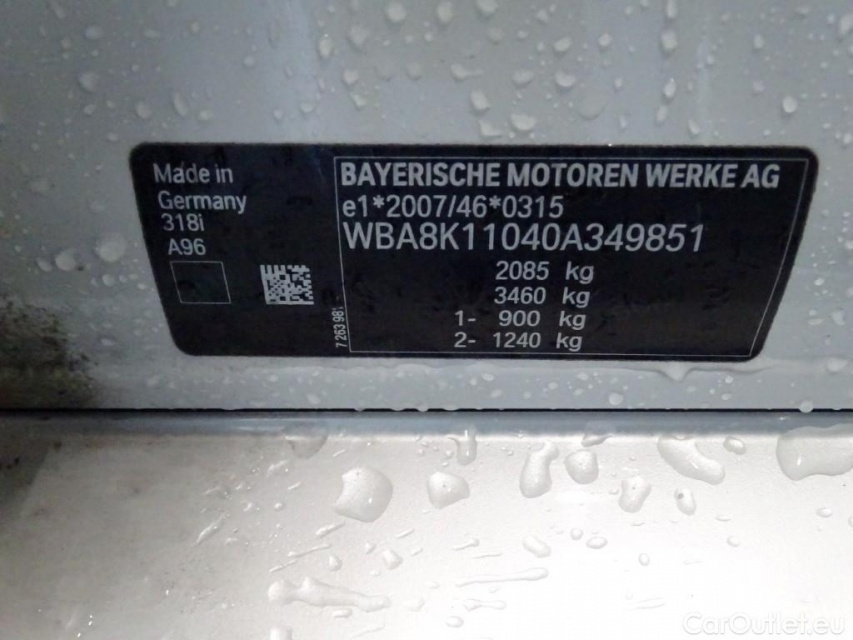 Made in
Germany
318i
A96
BAYERISCHE MOTOREN WERKE AG
e1*2007/46*0315
WBA8K11040A349851
2085 kg
3460 kg
1- 900 kg
2- 1240 kg
7 263 981
CarOutlet.eu